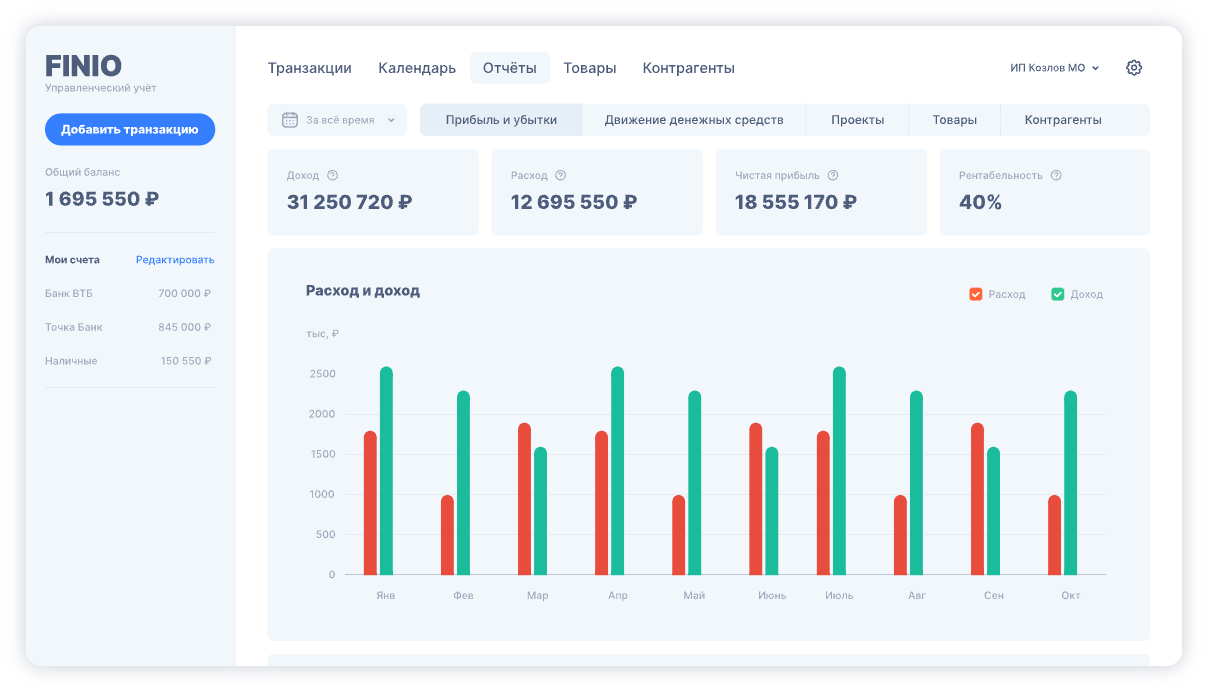 FINIO
Управленческий учёт
Добавить транзакцию
Общий баланс
1 695 550 ₽
Мои счета Редактировать
Банк ВТБ 700 000 ₽
Точка Банк 845 000 ₽
Наличные 150 550 ₽
Транзакции Календарь Отчёты Товары Контрагенты ИП Козлов МО
За всё время Прибыль и убытки Движение денежных средств Проекты Товары Контрагенты
Доход Расход Чистая прибыль Рентабельность
31 250 720 ₽ 12 695 550 ₽ 18 555 170 ₽ 40%
Расход и доход Расход Доход
тыс, ₽
2500
2000
1500
1000
500
0
Янв Фев Мар Апр Май Июнь Июль Авг Сен Окт